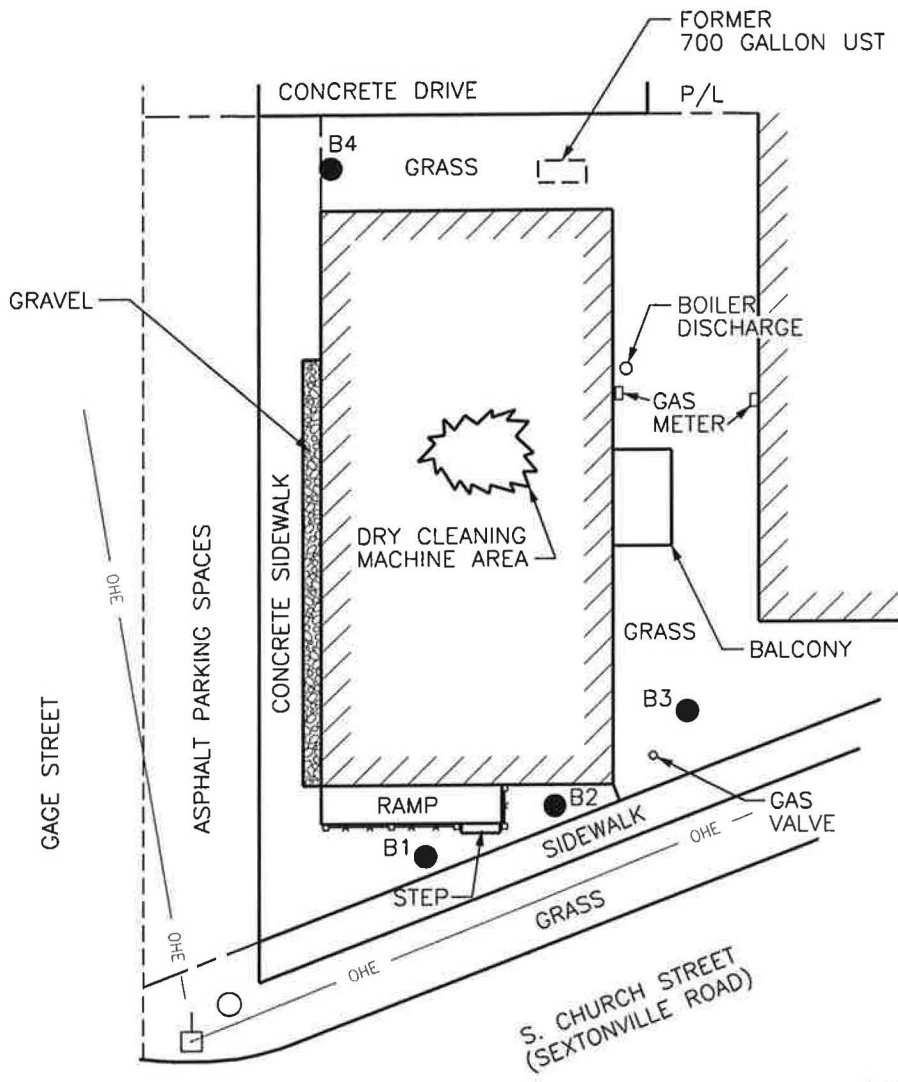 FORMER
700 GALLON UST
CONCRETE DRIVE
P/L
B4
GRASS
GRAVEL
BOILER
DISCHARGE
GAS
METER
DRY CLEANING
MACHINE AREA
CONCRETE SIDEWALK
ASPHALT PARKING SPACES
OHE
GRASS
BALCONY
GAGE STREET
B3
RAMP
B2
GAS
VALVE
B1
SIDEWALK
OHE
STEP
GRASS
OHE
OHE
S. CHURCH STREET
(SEXTONVILLE ROAD)